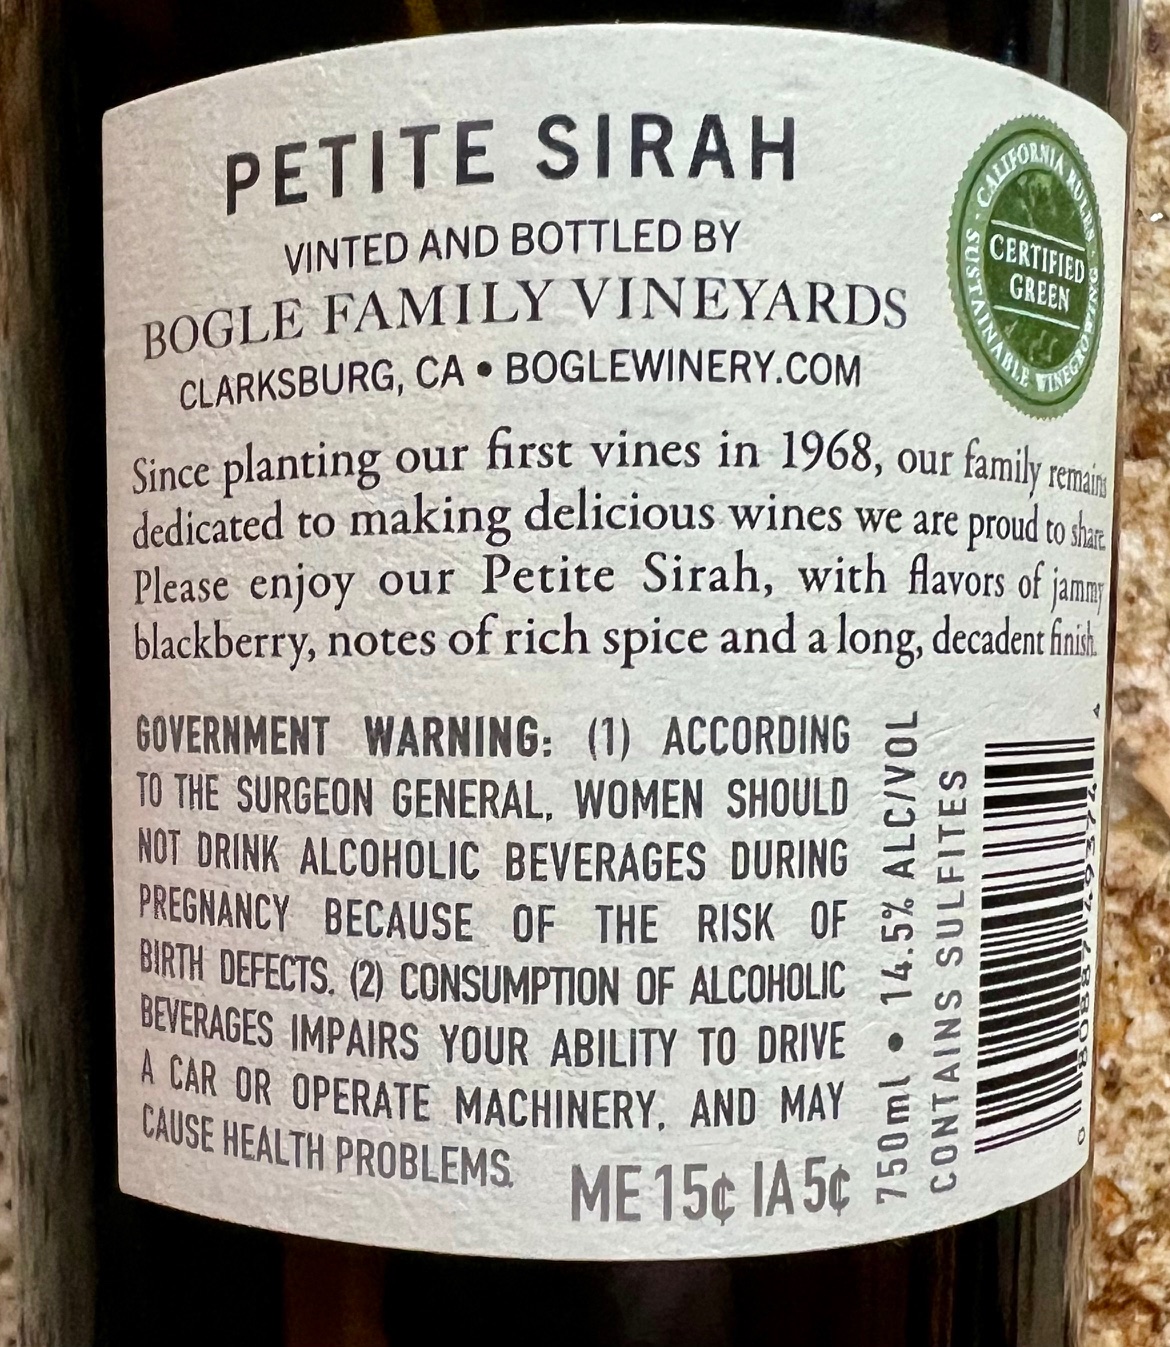 PETITE SIRAH
VINTED AND BOTTLED BY
BOGLE FAMILY VINEYARDS
CLARKSBURG, CA • BOGLEWINERY.COM
CALIFORNIA RULES • SUSTAINABLE WINEGROWING •
CERTIFIED
GREEN
Since planting our first vines in 1968, our family remains
dedicated to making delicious wines we are proud to share.
Please enjoy our Petite Sirah, with flavors of jammy
blackberry, notes of rich spice and a long, decadent finish.
GOVERNMENT WARNING: (1) ACCORDING
TO THE SURGEON GENERAL, WOMEN SHOULD
NOT DRINK ALCOHOLIC BEVERAGES DURING
PREGNANCY BECAUSE OF THE RISK OF
BIRTH DEFECTS. (2) CONSUMPTION OF ALCOHOLIC
BEVERAGES IMPAIRS YOUR ABILITY TO DRIVE
A CAR OR OPERATE MACHINERY, AND MAY
CAUSE HEALTH PROBLEMS.
ME 15¢ IA 5¢
750ml • 14.5% ALC/VOL
CONTAINS SULFITES